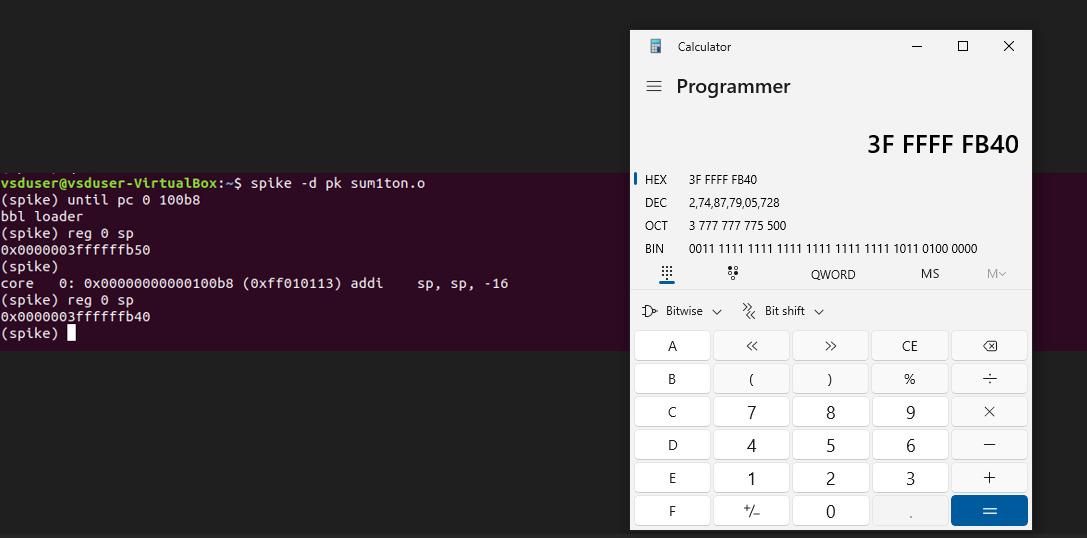 vsduser@vsduser-VirtualBox:~$ spike -d pk sum1ton.o
(spike) until pc 0 100b8
bbl loader
(spike) reg 0 sp
0x0000003ffffffb50
(spike)
core   0: 0x00000000000100b8 (0xff010113) addi    sp, sp, -16
(spike) reg 0 sp
0x0000003ffffffb40
(spike)
Calculator
Programmer
3F FFFF FB40
HEX 3F FFFF FB40
DEC 2,74,87,79,05,728
OCT 3 777 777 775 500
BIN 0011 1111 1111 1111 1111 1111 1111 1011 0100 0000
QWORD MS M
Bitwise Bit shift
A << >> CE
B ( ) % ÷
C 7 8 9 ×
D 4 5 6 −
E 1 2 3 +
F +/− 0 . =